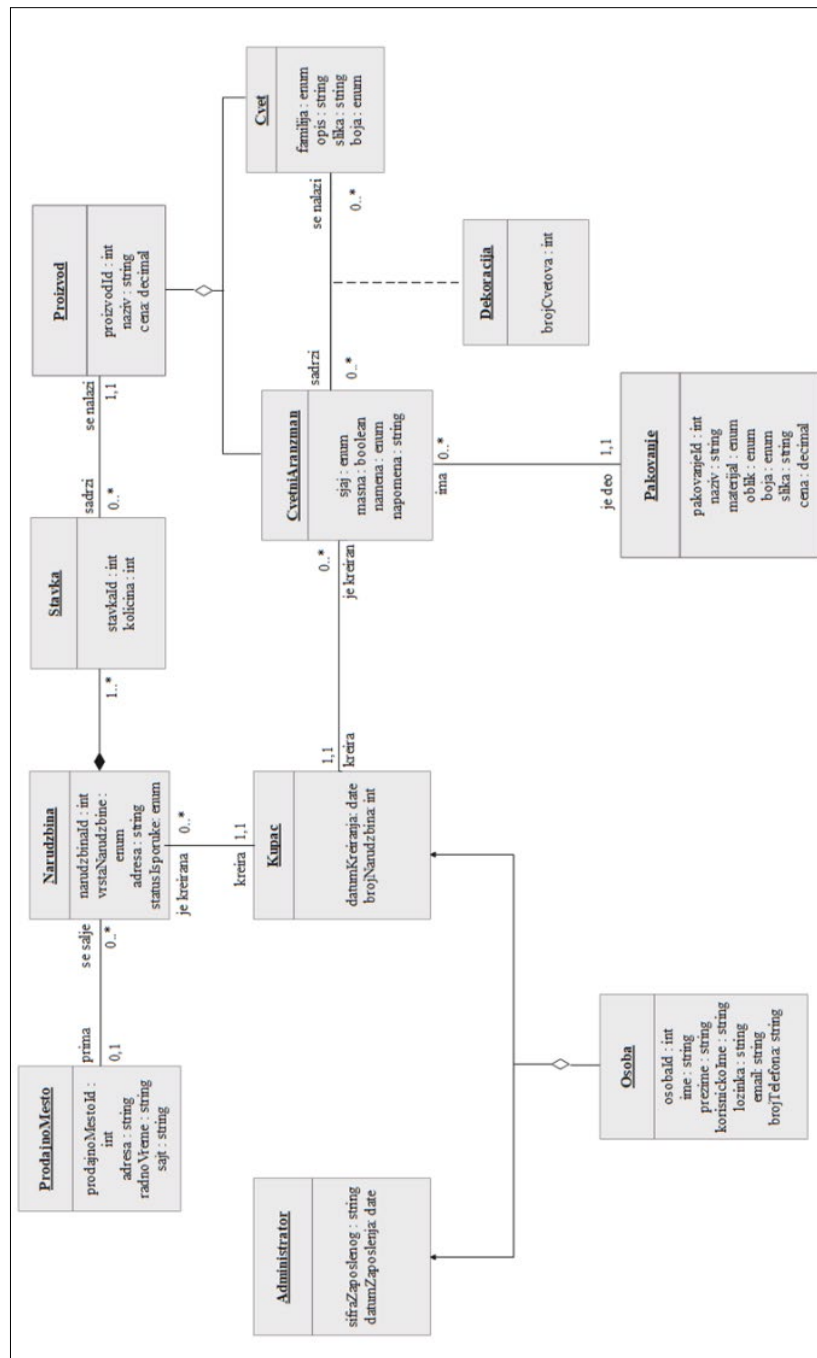 ProdajnoMesto
prodajnoMestoId :
int
adresa : string
radnoVreme : string
sajt : string
prima
0,1
se salje
0..*
Narudzbina
narudzbinaId : int
vrstaNarudzbine :
enum
adresa : string
statusIsporuke: enum
1..*
Stavka
stavkaId : int
kolicina : int
sadrzi
0..*
se nalazi
1,1
Proizvod
proizvodId : int
naziv : string
cena: decimal
je kreirana
0..*
kreira
1,1
Administrator
sifraZaposlenog : string
datumZaposlenja: date
Kupac
datumKreiranja: date
brojNarudzbina: int
1,1
kreira
0..*
je kreiran
CvetniAranzman
sjaj : enum
masna : boolean
namena : enum
napomena : string
sadrzi
0..*
se nalazi
0..*
Cvet
familija : enum
opis : string
slika : string
boja : enum
ima
0..*
je deo
1,1
Dekoracija
brojCvetova : int
Osoba
osobaId : int
ime : string
prezime : string
korisnickoIme : string
lozinka : string
email: string
brojTelefona: string
Pakovanje
pakovanjeId : int
naziv : string
materijal : enum
oblik : enum
boja : enum
slika : string
cena : decimal